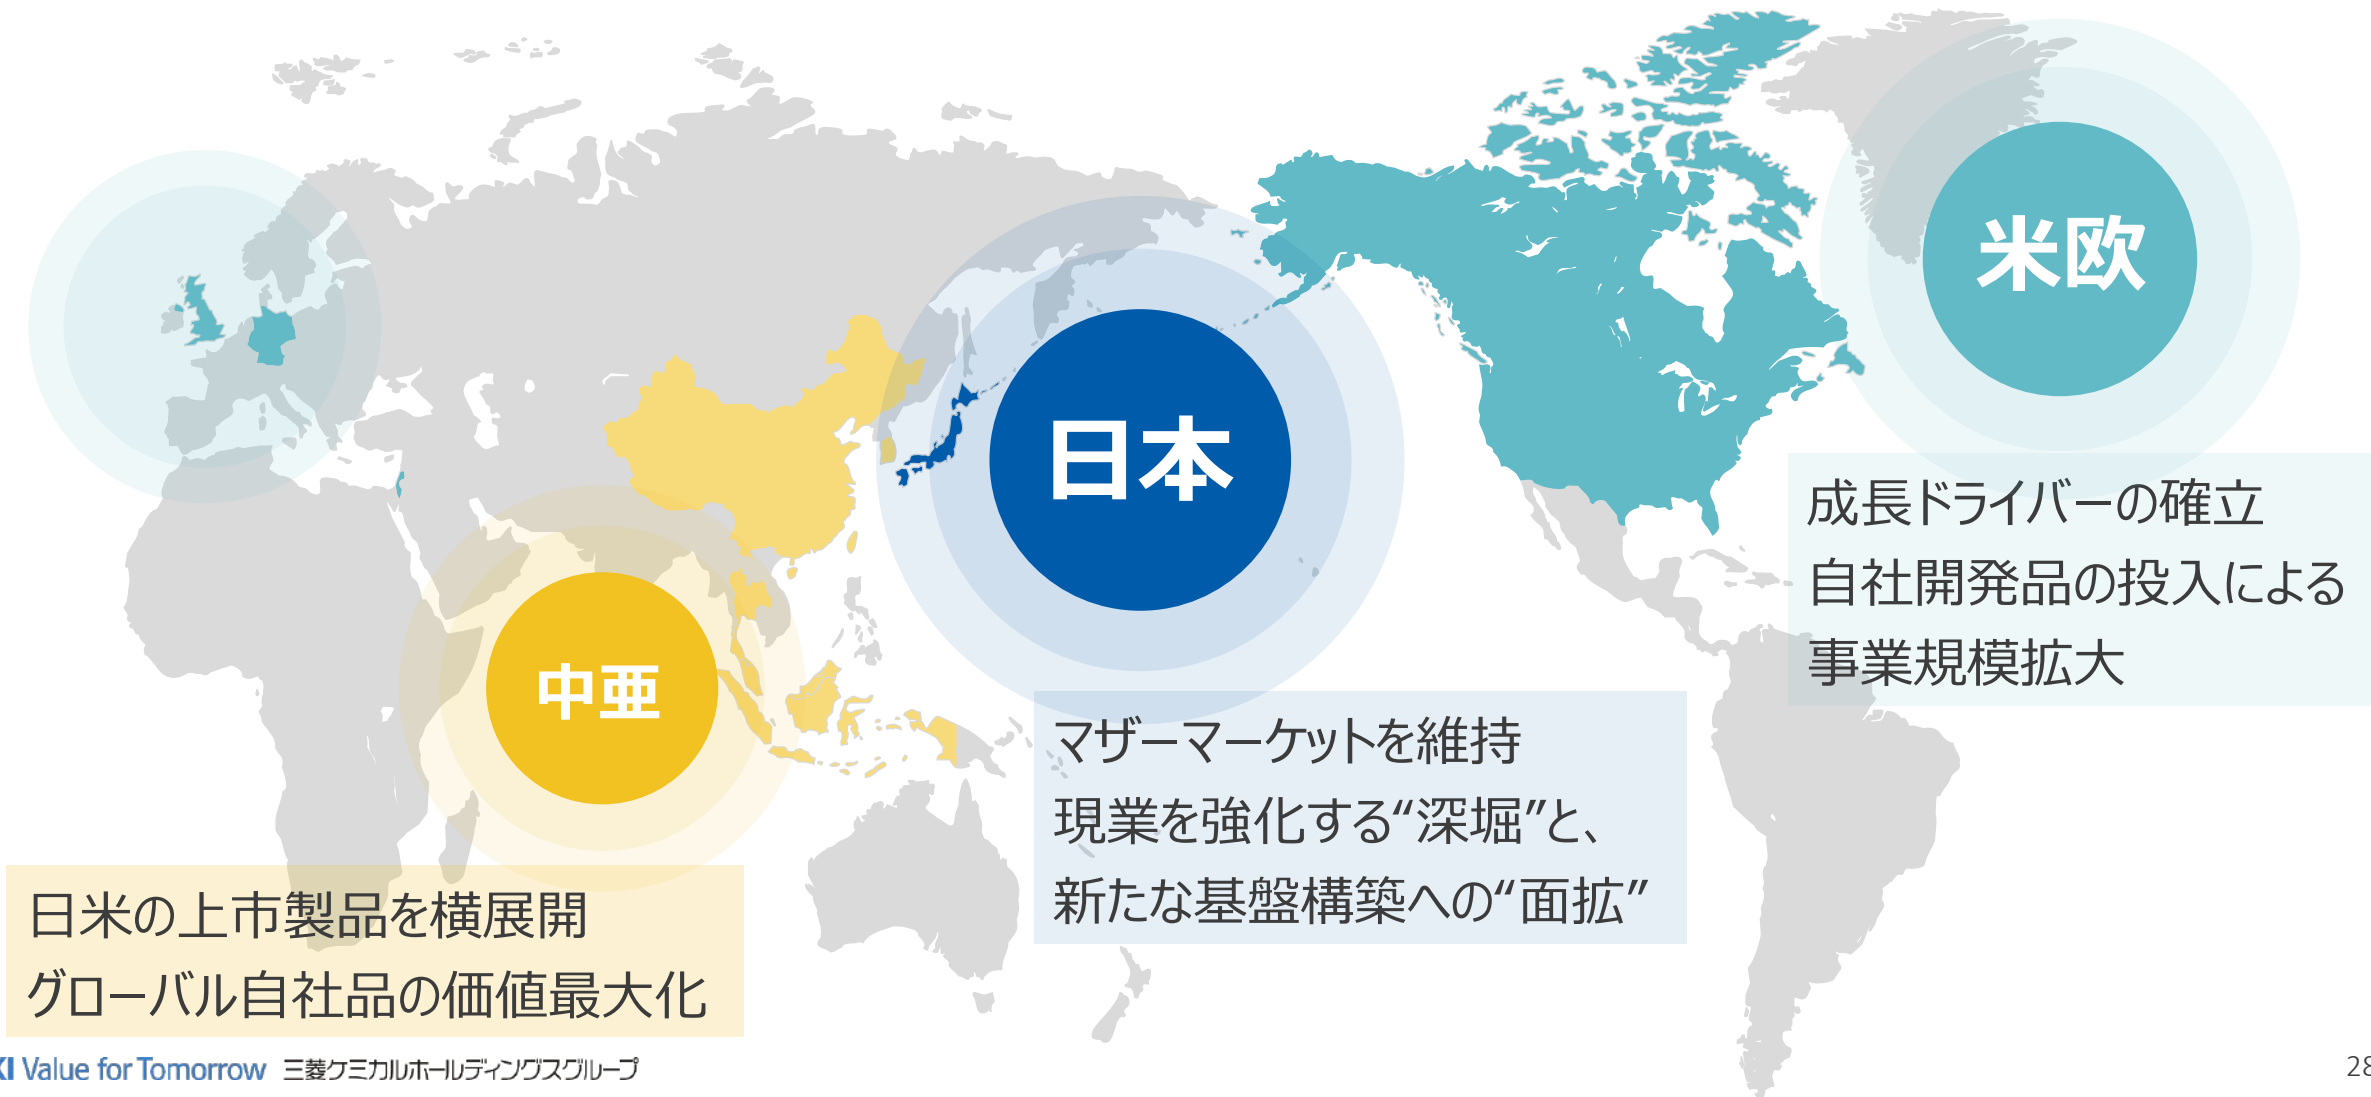 米欧
成長ドライバーの確立
自社開発品の投入による
事業規模拡大
日本
マザーマーケットを維持
現業を強化する“深堀”と、
新たな基盤構築への“面拡”
中亜
日米の上市製品を横展開
グローバル自社品の価値最大化
KI Value for Tomorrow 三菱ケミカルホールディングスグループ
28